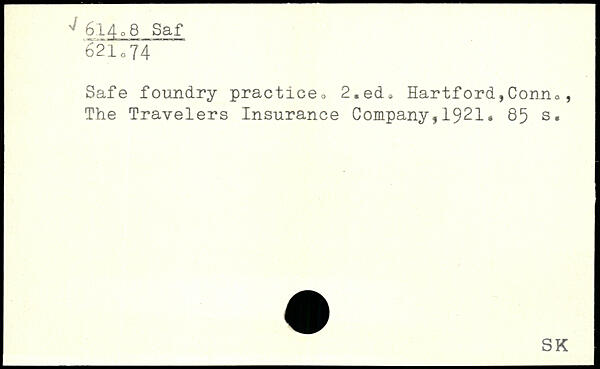 √ 614.8 Saf
621.74
Safe foundry practice. 2.ed. Hartford,Conn.,
The Travelers Insurance Company,1921. 85 s.
SK